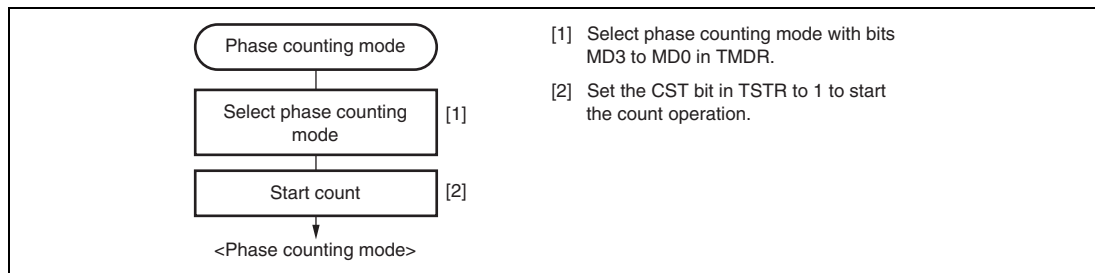 Phase counting mode
Select phase counting
mode
[1]
Start count
[2]
<Phase counting mode>
[1] Select phase counting mode with bits
MD3 to MD0 in TMDR.
[2] Set the CST bit in TSTR to 1 to start
the count operation.